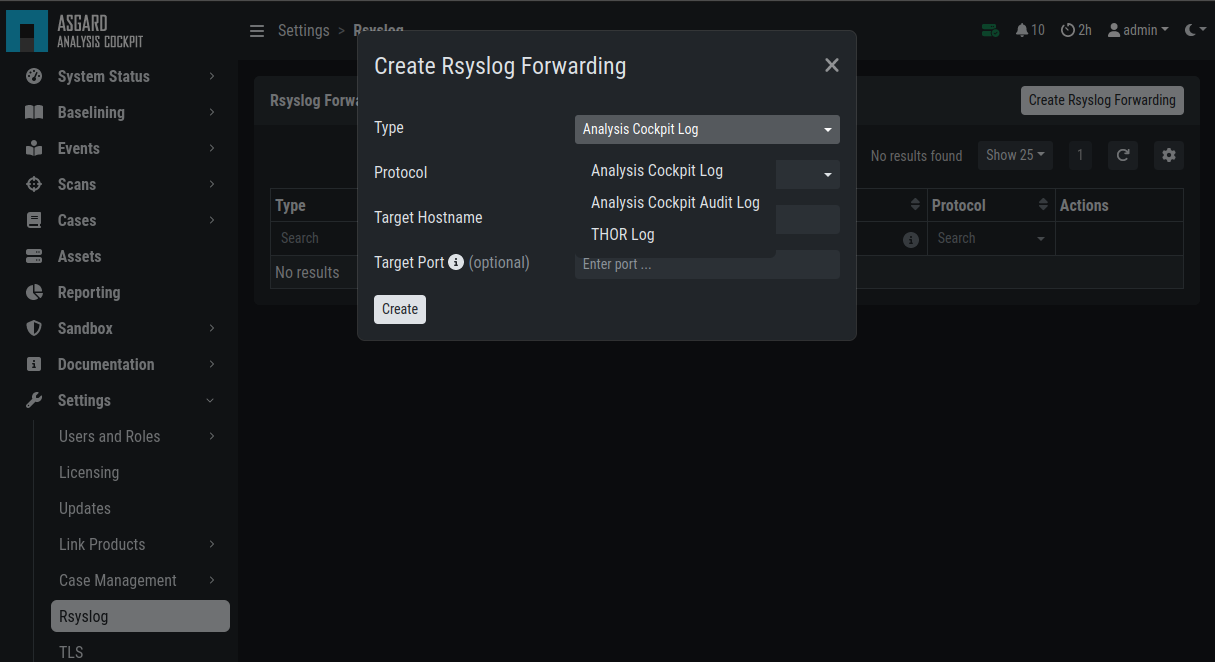 ASGARD
ANALYSIS COCKPIT
System Status
Baselining
Events
Scans
Cases
Assets
Reporting
Sandbox
Documentation
Settings
Users and Roles
Licensing
Updates
Link Products
Case Management
Rsyslog
TLS
Settings > Rsyslog
10 2h admin
Rsyslog Forwa
Create Rsyslog Forwarding
No results found Show 25 1
Type Protocol Actions
Search Search
No results
Create Rsyslog Forwarding
Type Analysis Cockpit Log
Analysis Cockpit Log
Analysis Cockpit Audit Log
THOR Log
Protocol
Target Hostname
Target Port (optional) Enter port ...
Create